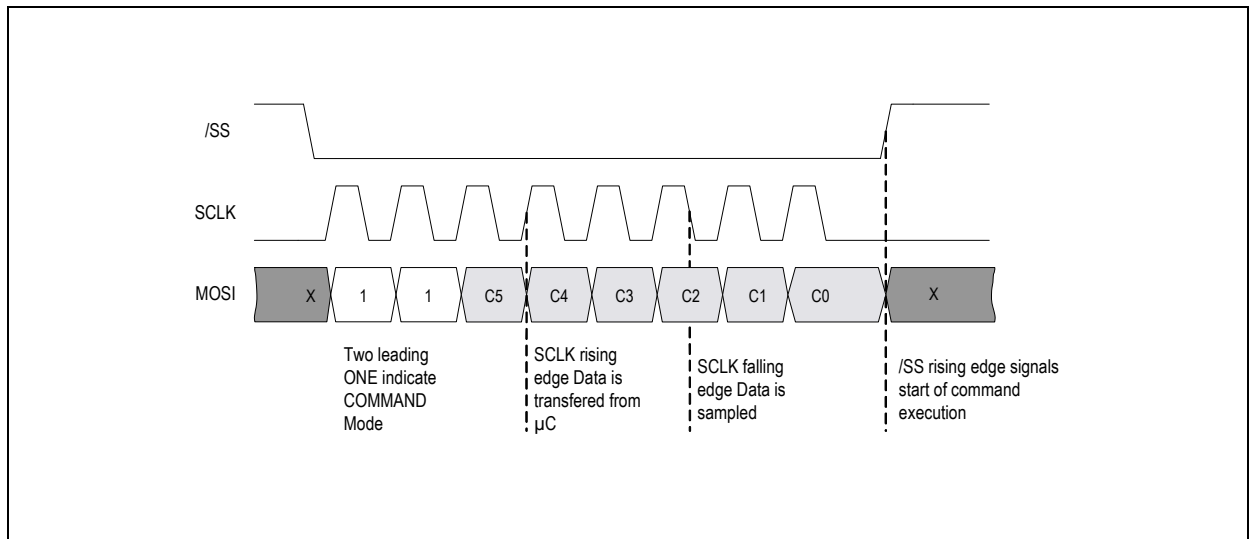 /SS
SCLK
MOSI
X
1
1
C5
C4
C3
C2
C1
C0
X
Two leading
ONE indicate
COMMAND
Mode
SCLK rising
edge Data is
transfered from
µC
SCLK falling
edge Data is
sampled
/SS rising edge signals
start of command
execution